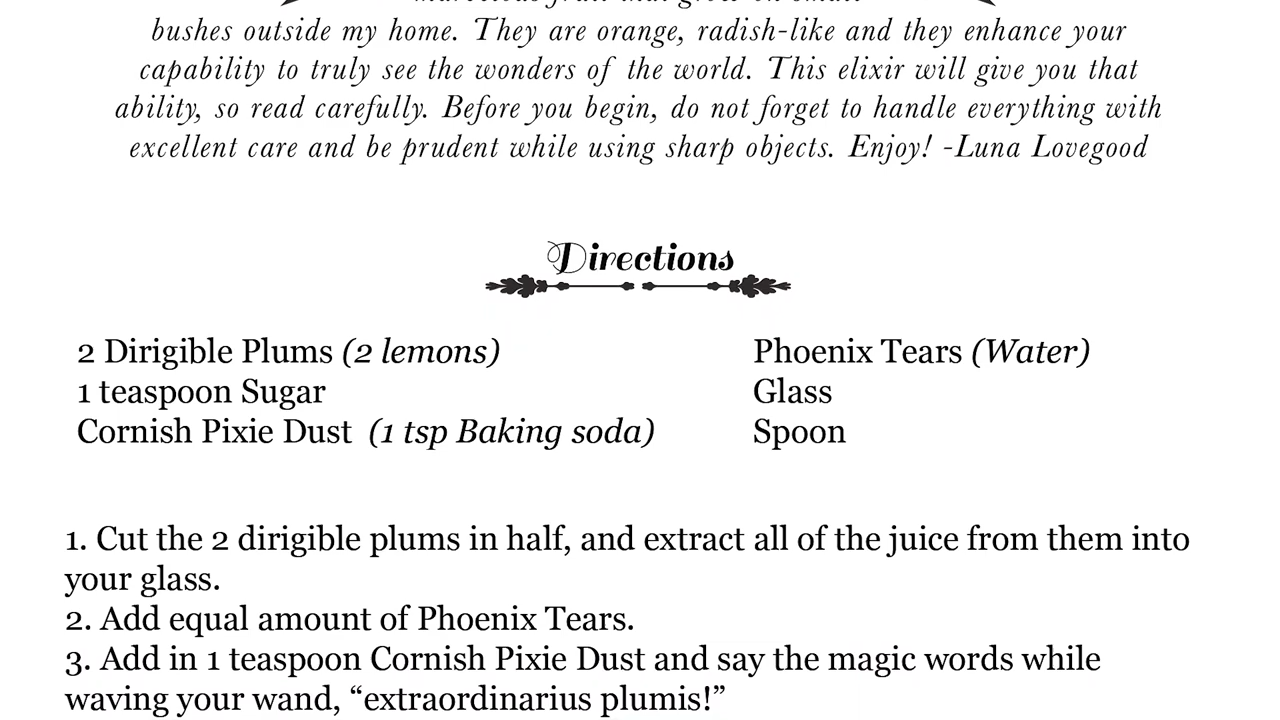 bushes outside my home. They are orange, radish-like and they enhance your
capability to truly see the wonders of the world. This elixir will give you that
ability, so read carefully. Before you begin, do not forget to handle everything with
excellent care and be prudent while using sharp objects. Enjoy! -Luna Lovegood
Directions
2 Dirigible Plums (2 lemons)
1 teaspoon Sugar
Cornish Pixie Dust (1 tsp Baking soda)
Phoenix Tears (Water)
Glass
Spoon
1. Cut the 2 dirigible plums in half, and extract all of the juice from them into
your glass.
2. Add equal amount of Phoenix Tears.
3. Add in 1 teaspoon Cornish Pixie Dust and say the magic words while
waving your wand, “extraordinarius plumis!”